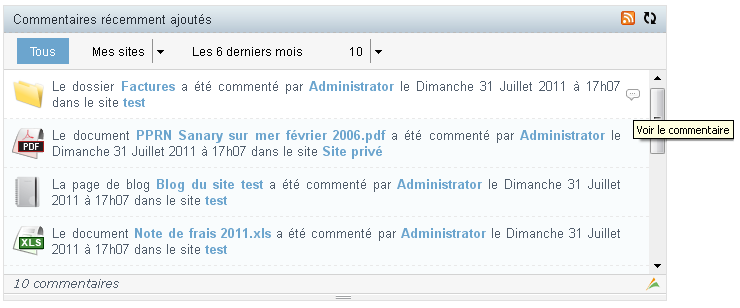 Commentaires récemment ajoutés
Tous Mes sites Les 6 derniers mois 10
Le dossier Factures a été commenté par Administrator le Dimanche 31 Juillet 2011 à 17h07
dans le site test
Voir le commentaire
PDF
Le document PPRN Sanary sur mer février 2006.pdf a été commenté par Administrator le
Dimanche 31 Juillet 2011 à 17h07 dans le site Site privé
La page de blog Blog du site test a été commenté par Administrator le Dimanche 31 Juillet
2011 à 17h07 dans le site test
XLS
Le document Note de frais 2011.xls a été commenté par Administrator le Dimanche 31 Juillet
2011 à 17h07 dans le site test
10 commentaires